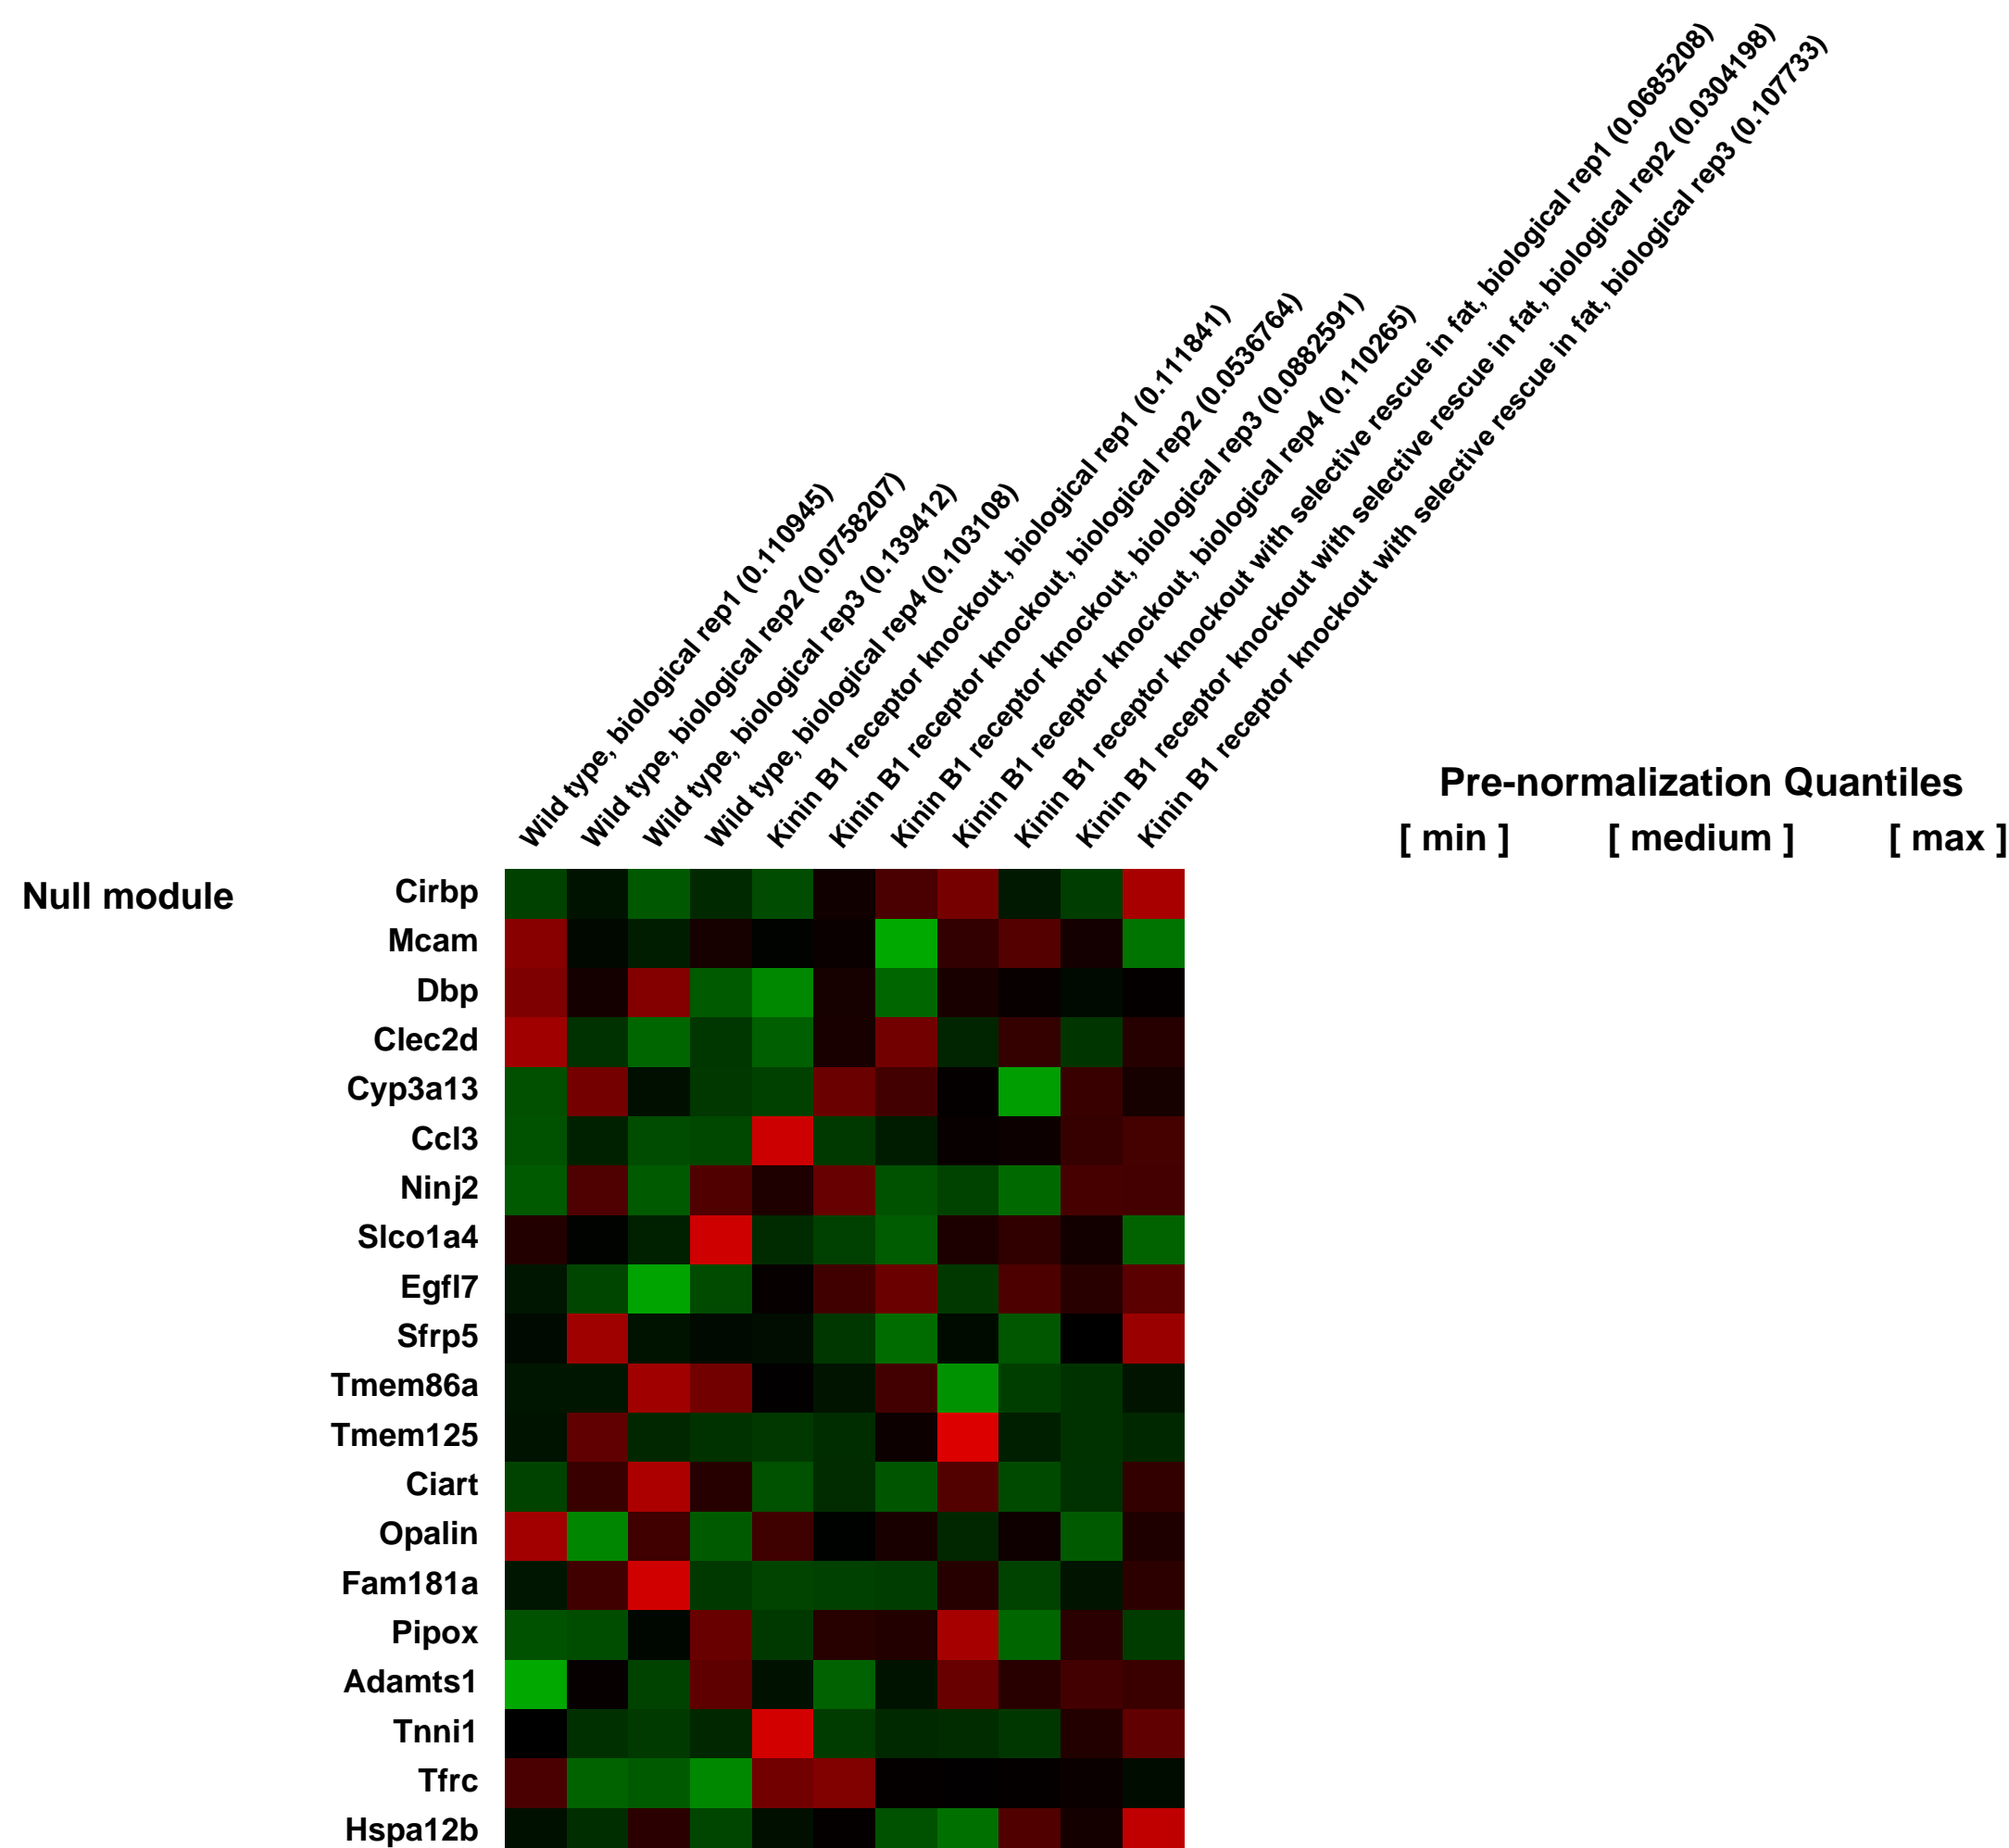 Wild type, biological rep1 (0.110945)
Wild type, biological rep2 (0.0758207)
Wild type, biological rep3 (0.139412)
Wild type, biological rep4 (0.103108)
Kinin B1 receptor knockout, biological rep1 (0.111841)
Kinin B1 receptor knockout, biological rep2 (0.0536764)
Kinin B1 receptor knockout, biological rep3 (0.0882591)
Kinin B1 receptor knockout, biological rep4 (0.110265)
Kinin B1 receptor knockout with selective rescue in fat, biological rep1 (0.0685208)
Kinin B1 receptor knockout with selective rescue in fat, biological rep2 (0.0304198)
Kinin B1 receptor knockout with selective rescue in fat, biological rep3 (0.107733)
Pre-normalization Quantiles
[ min ] [ medium ] [ max ]
Null module
Cirbp
Mcam
Dbp
Clec2d
Cyp3a13
Ccl3
Ninj2
Slco1a4
Egfl7
Sfrp5
Tmem86a
Tmem125
Ciart
Opalin
Fam181a
Pipox
Adamts1
Tnni1
Tfrc
Hspa12b